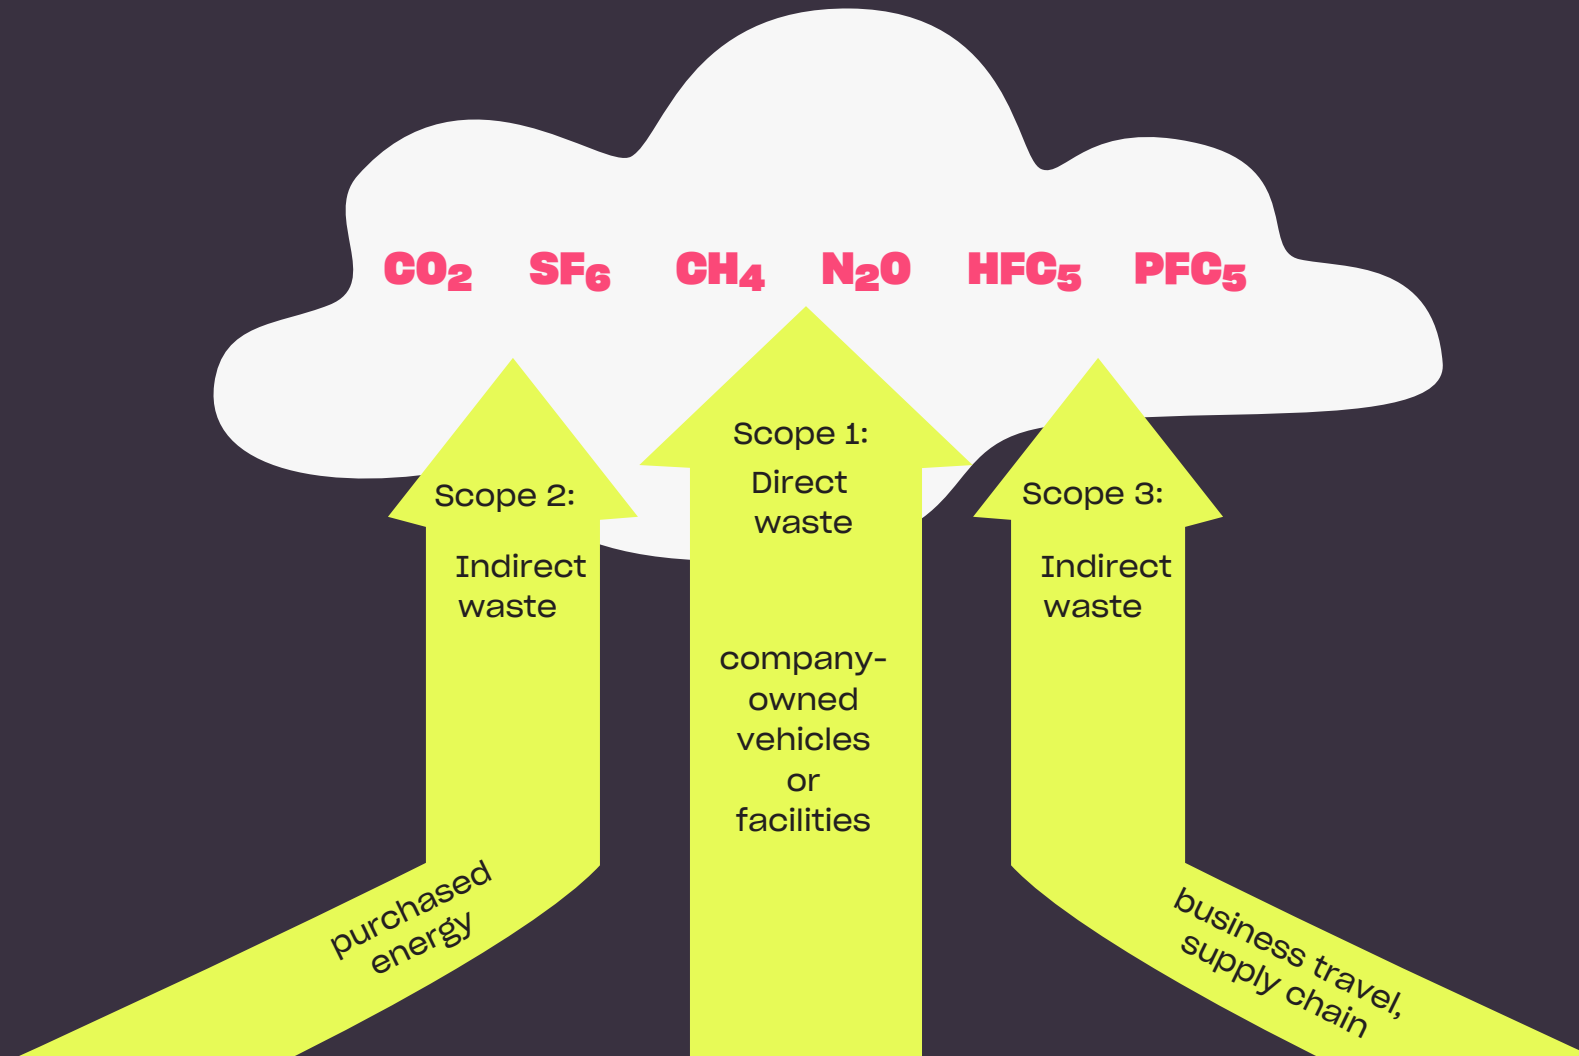 CO₂ SF₆ CH₄ N₂O HFC₅ PFC₅
Scope 2:
Indirect
waste
purchased
energy
Scope 1:
Direct
waste
company-
owned
vehicles
or
facilities
Scope 3:
Indirect
waste
business travel,
supply chain